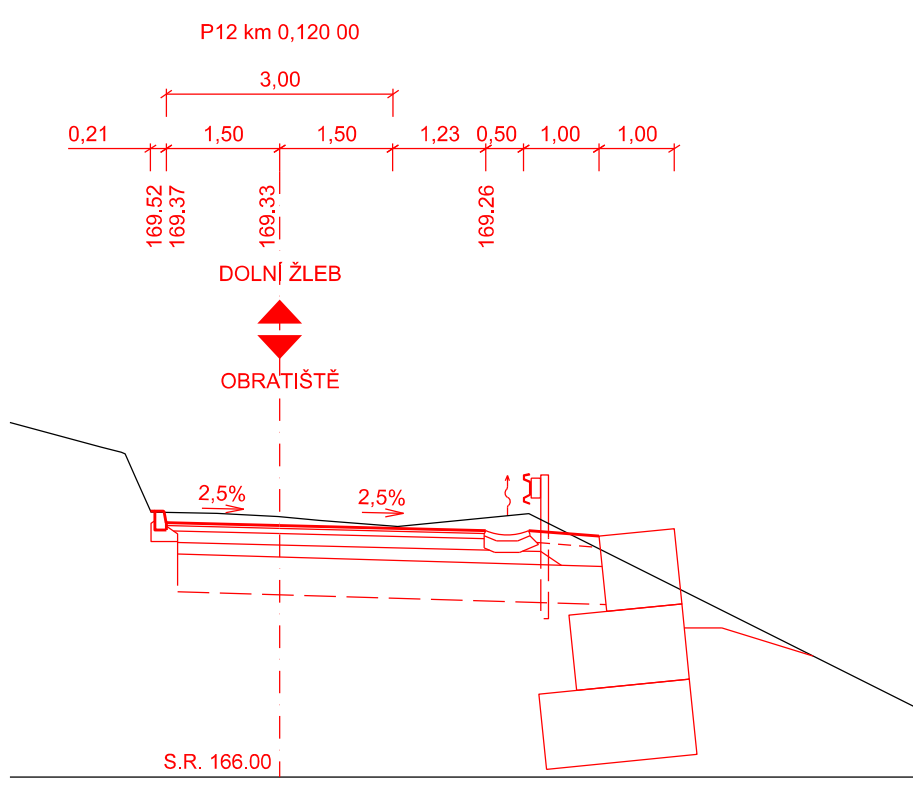 P12 km 0,120 00
3,00
0,21 1,50 1,50 1,23 0,50 1,00 1,00
169.52
169.37
169.33
169.26
DOLNÍ ŽLEB
OBRATIŠTĚ
2,5% 2,5%
S.R. 166.00